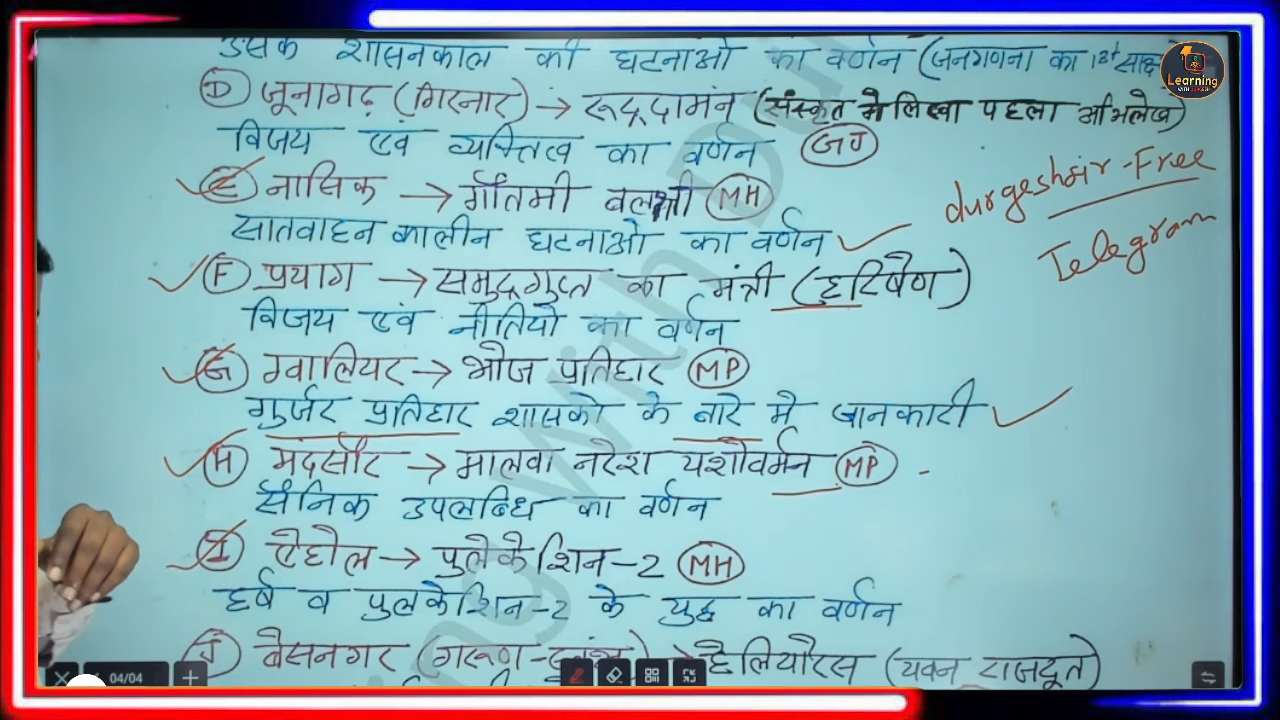 उसके शासनकाल की घटनाओ का वर्णन (जनगणना का 1st
Learning
(D) जूनागढ़ (गिरनार) → रूद्रदामन (संस्कृत मे लिखा पहला अभिलेख)
विजय एवं व्यक्तित्व का वर्णन (GJ)
(E) नासिक → गौतमी बलश्री (MH)
durgeshsir-Free
Telegram
सातवाहन कालीन घटनाओ का वर्णन
(F) प्रयाग → समुद्रगुप्त का मंत्री (हरिषेण)
विजय एवं नीतियो का वर्णन
(G) ग्वालियर → भोज प्रतिहार (MP)
गुर्जर प्रतिहार शासको के बारे मे जानकारी
(H) मंदसौर → मालवा नरेश यशोवर्मन (MP)
सैनिक उपलब्धि का वर्णन
(I) ऐहोल → पुलेकेशिन-2 (MH)
हर्ष व पुलकेशिन-2 के युद्ध का वर्णन
(J) बेसनगर (गरूण-स्तंभ) → हेलियोरस (यवन राजदूत)
04/04